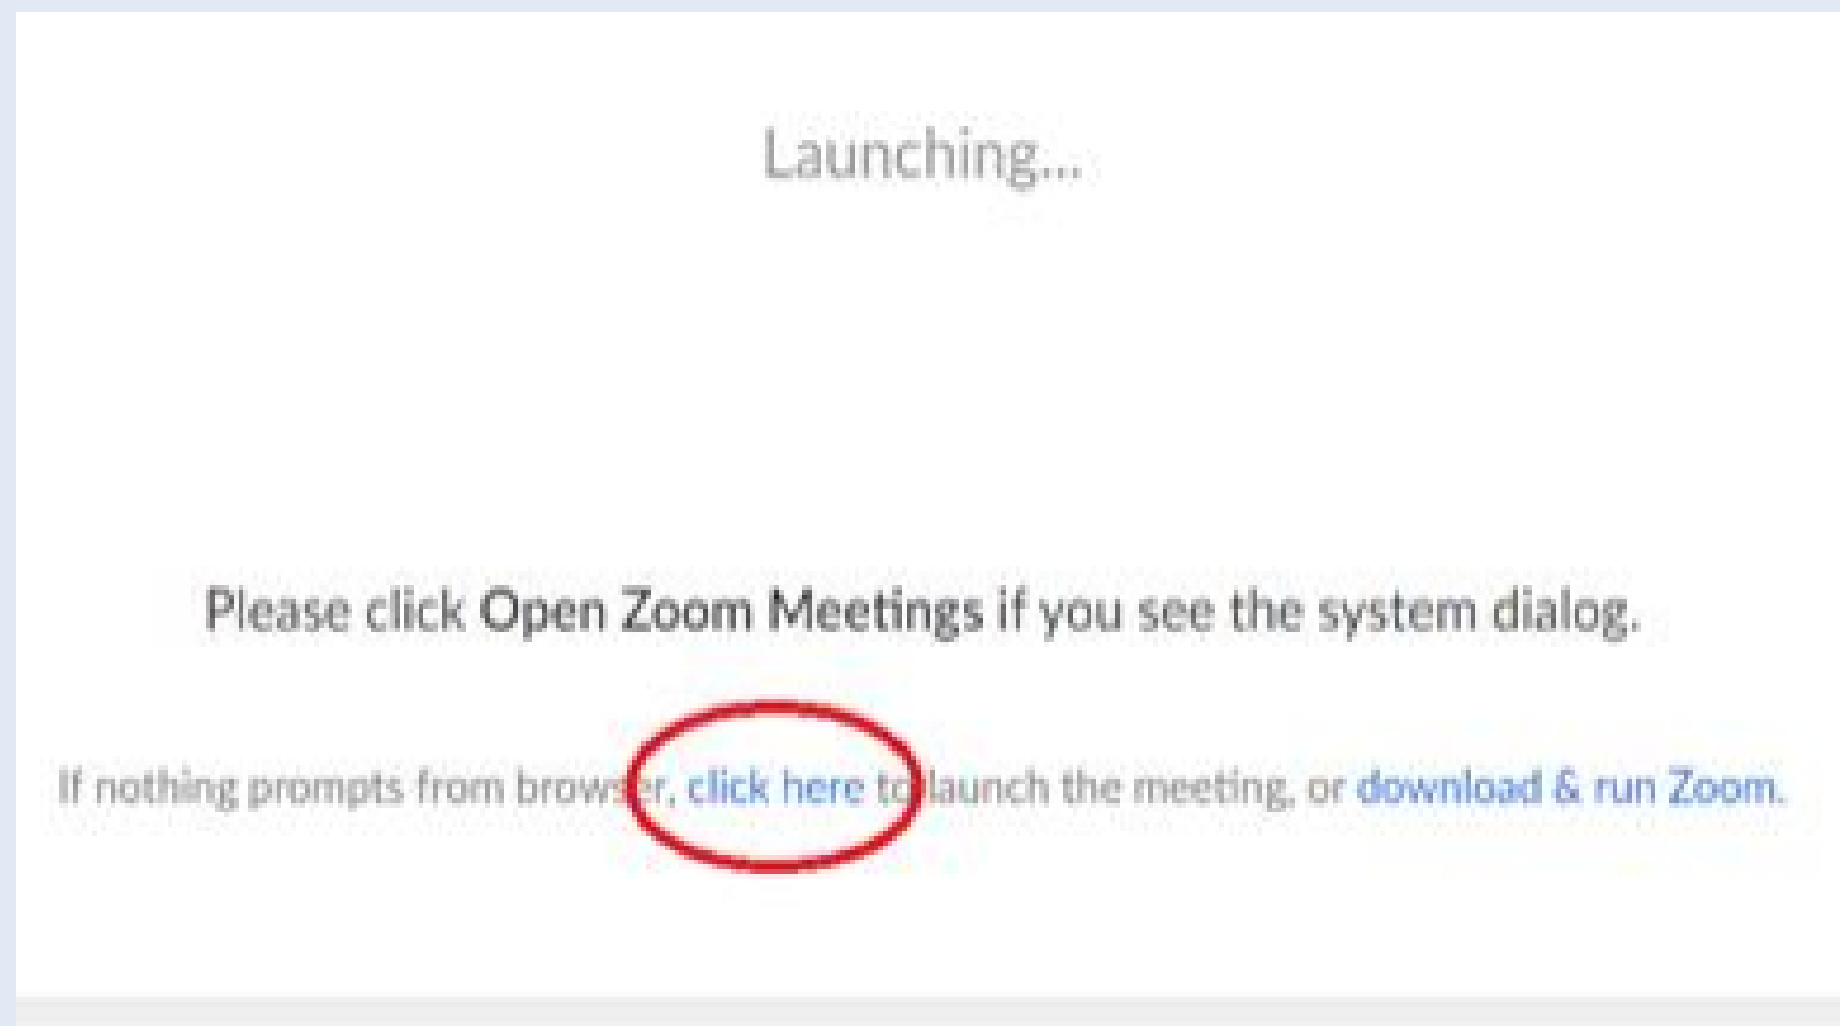 Launching...
Please click Open Zoom Meetings if you see the system dialog.
If nothing prompts from browser, click here to launch the meeting, or download & run Zoom.